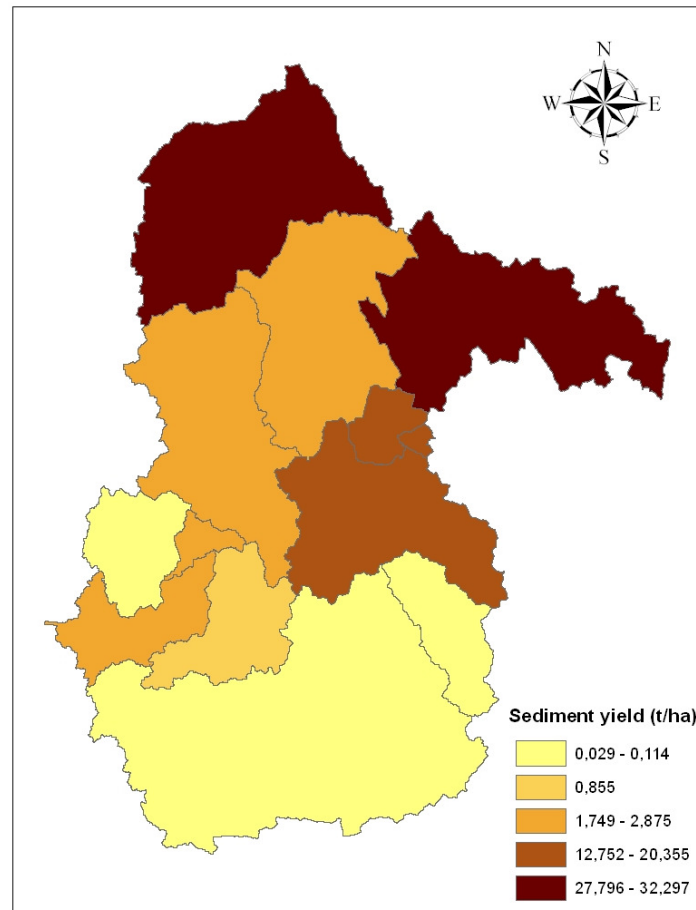 N
W E
S
Sediment yield (t/ha)
0,029 - 0,114
0,855
1,749 - 2,875
12,752 - 20,355
27,796 - 32,297